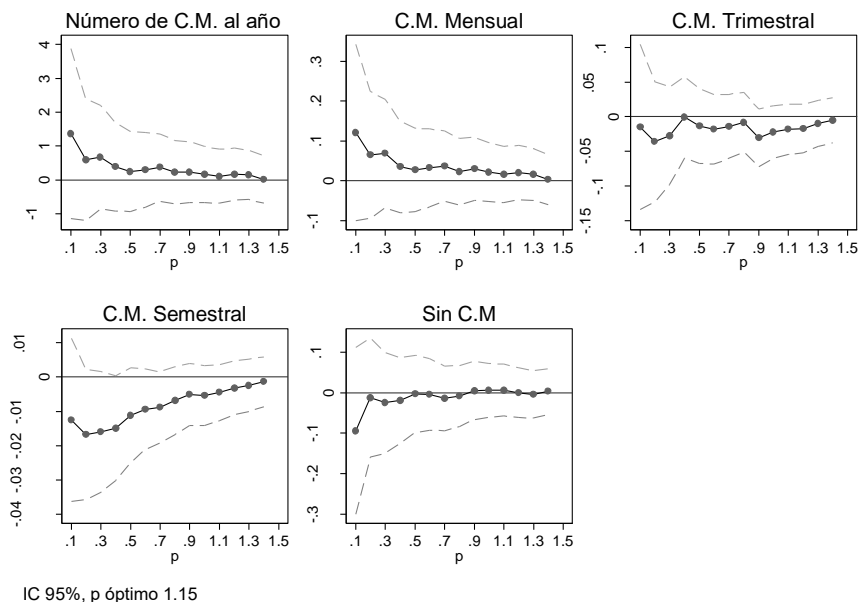 Número de C.M. al año
4
3
2
1
0
-1
.1 .3 .5 .7 .9 1.1 1.3 1.5
p
C.M. Mensual
.3
.2
.1
0
-.1
.1 .3 .5 .7 .9 1.1 1.3 1.5
p
C.M. Trimestral
.1
.05
0
-.05
-.1
-.15
.1 .3 .5 .7 .9 1.1 1.3 1.5
p
C.M. Semestral
.01
0
-.01
-.02
-.03
-.04
.1 .3 .5 .7 .9 1.1 1.3 1.5
p
Sin C.M
.1
0
-.1
-.2
-.3
.1 .3 .5 .7 .9 1.1 1.3 1.5
p
IC 95%, p óptimo 1.15